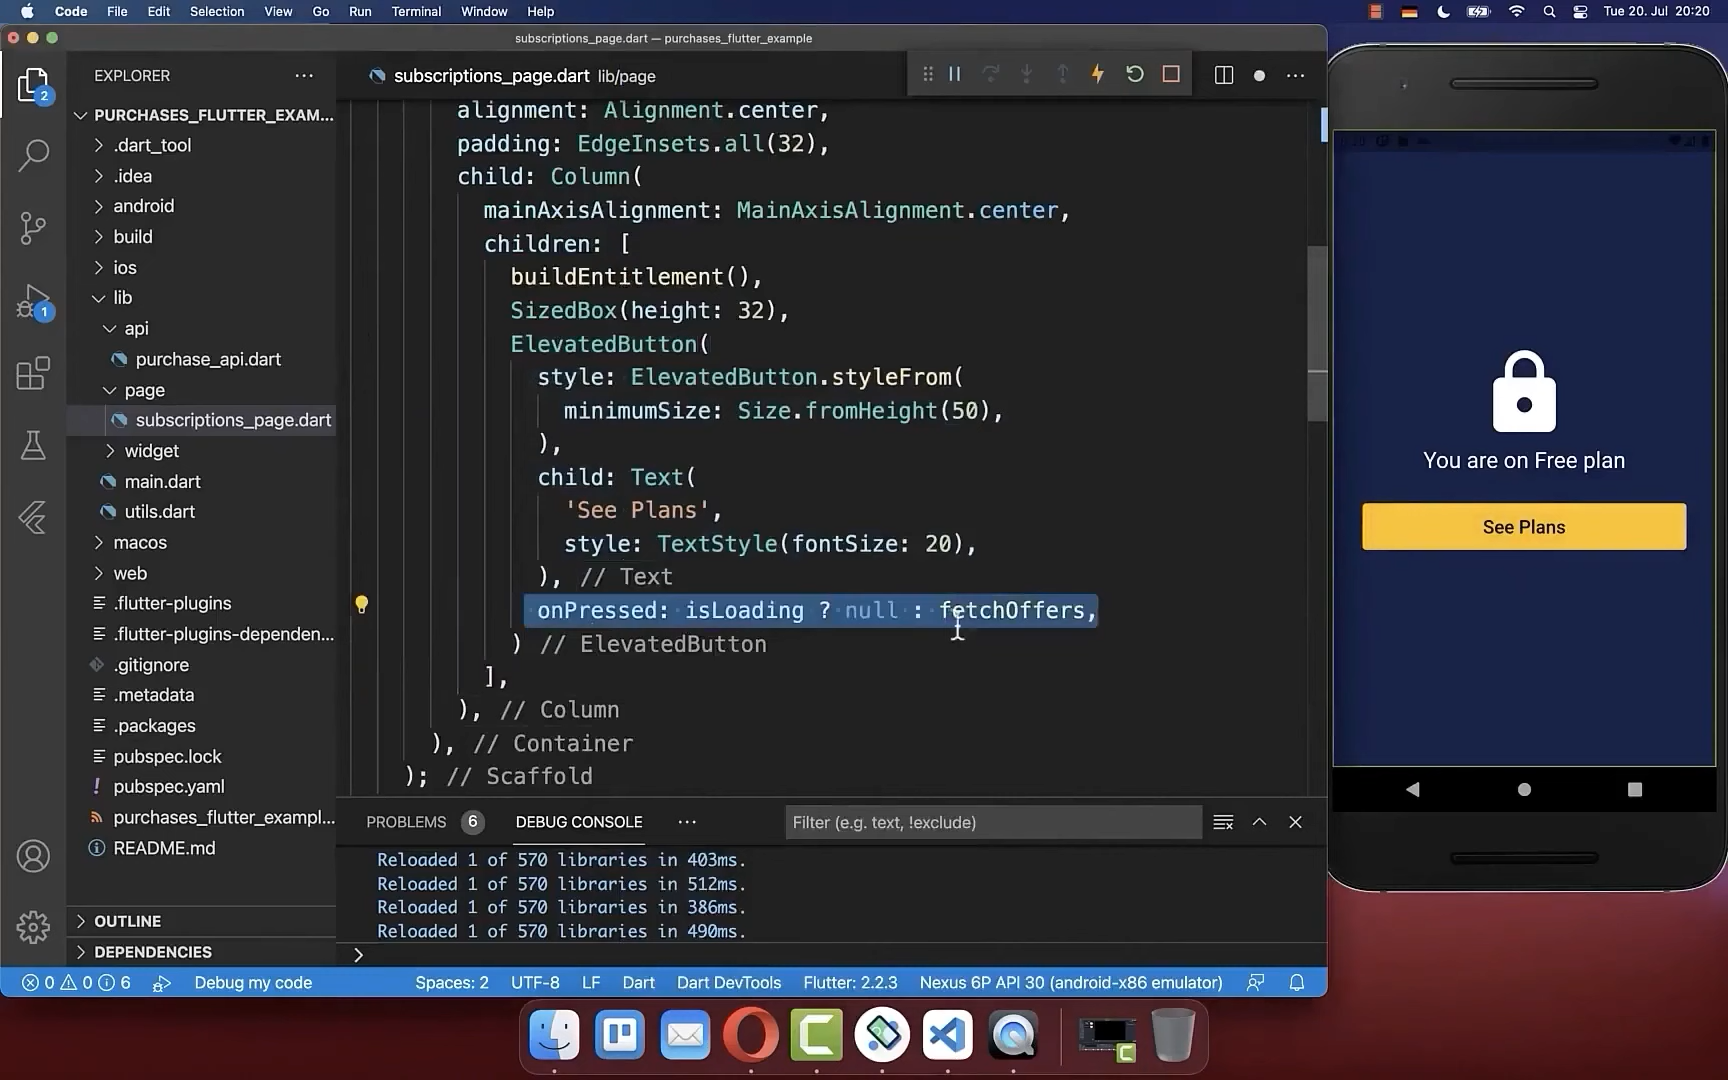 Code File Edit Selection View Go Run Terminal Window Help
Tue 20. Jul 20:20
subscriptions_page.dart — purchases_flutter_example
EXPLORER
2
PURCHASES_FLUTTER_EXAM...
.dart_tool
.idea
android
build
ios
1
lib
api
purchase_api.dart
page
subscriptions_page.dart
widget
main.dart
utils.dart
macos
web
.flutter-plugins
.flutter-plugins-dependen...
.gitignore
.metadata
.packages
pubspec.lock
! pubspec.yaml
purchases_flutter_exampl...
README.md
OUTLINE
DEPENDENCIES
subscriptions_page.dart lib/page
alignment: Alignment.center,
padding: EdgeInsets.all(32),
child: Column(
mainAxisAlignment: MainAxisAlignment.center,
children: [
buildEntitlement(),
SizedBox(height: 32),
ElevatedButton(
style: ElevatedButton.styleFrom(
minimumSize: Size.fromHeight(50),
),
child: Text(
'See Plans',
style: TextStyle(fontSize: 20),
), // Text
onPressed: isLoading ? null : fetchOffers,
) // ElevatedButton
],
), // Column
), // Container
); // Scaffold
PROBLEMS 6 DEBUG CONSOLE
Filter (e.g. text, !exclude)
Reloaded 1 of 570 libraries in 403ms.
Reloaded 1 of 570 libraries in 512ms.
Reloaded 1 of 570 libraries in 386ms.
Reloaded 1 of 570 libraries in 490ms.
0 0 6 Debug my code Spaces: 2 UTF-8 LF Dart Dart DevTools Flutter: 2.2.3 Nexus 6P API 30 (android-x86 emulator)
You are on Free plan
See Plans